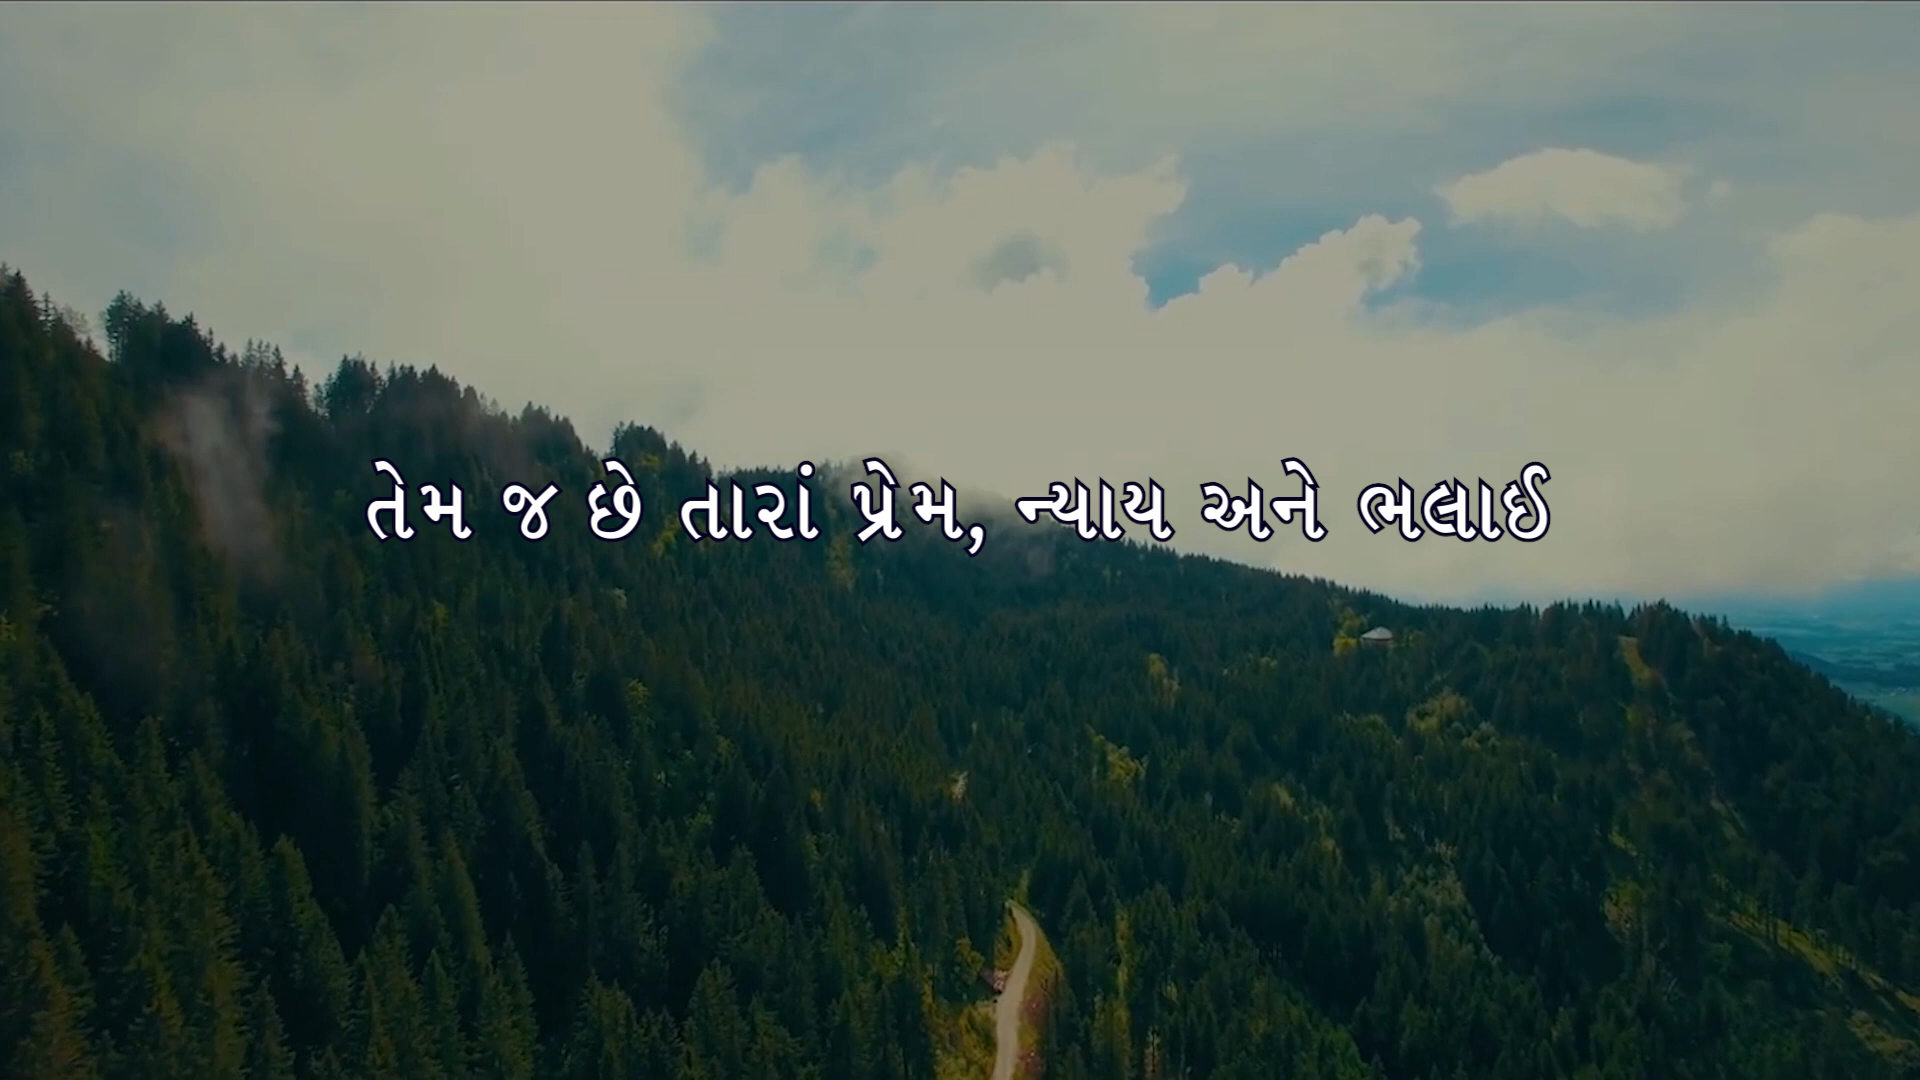 તેમ જ છે તારાં પ્રેમ, ન્યાય અને ભલાઈ